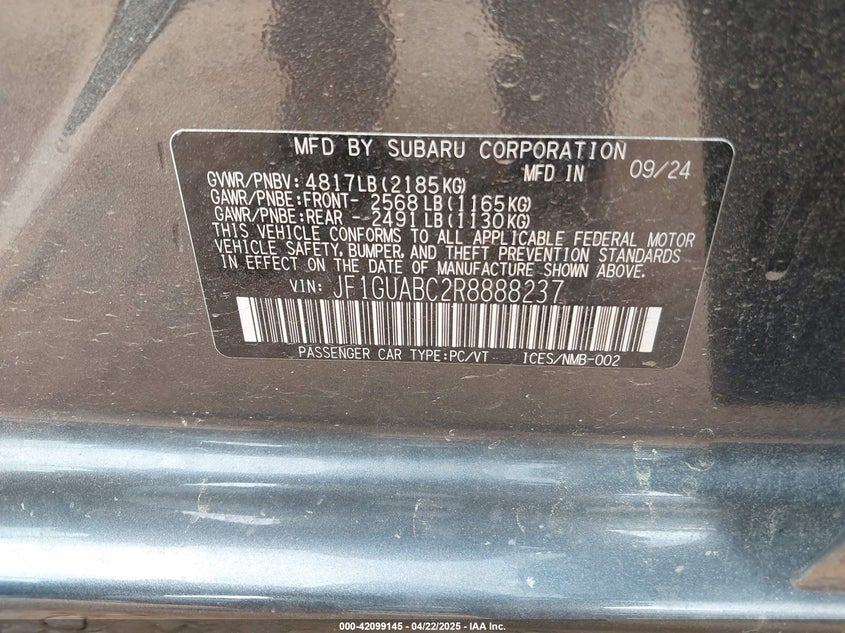 MFD BY SUBARU CORPORATION
MFD IN 09/24
GVWR/PNBV: 4817LB(2185KG)
GAWR/PNBE:FRONT- 2568LB(1165KG)
GAWR/PNBE:REAR --2491LB(1130KG)
THIS VEHICLE CONFORMS TO ALL APPLICABLE FEDERAL MOTOR
VEHICLE SAFETY, BUMPER, AND THEFT PREVENTION STANDARDS
IN EFFECT ON THE DATE OF MANUFACTURE SHOWN ABOVE.
VIN: JF1GUABC2R8888237
PASSENGER CAR TYPE:PC/VT ICES/NMB-002
000-42099145 - 04/22/2025 - IAA Inc.